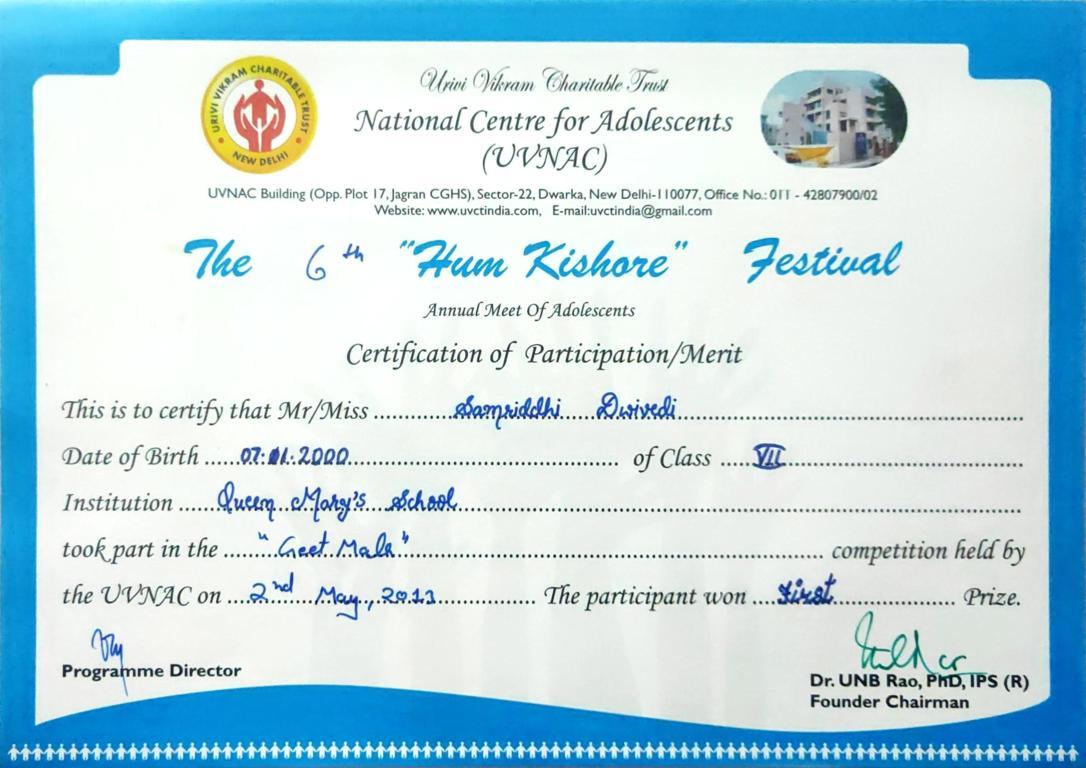 URIVI VIKRAM CHARITABLE TRUST
NEW DELHI
Urivi Vikram Charitable Trust
National Centre for Adolescents
(UVNAC)
UVNAC Building (Opp. Plot 17, Jagran CGHS), Sector-22, Dwarka, New Delhi-110077, Office No.: 011 - 42807900/02
Website: www.uvctindia.com, E-mail:uvctindia@gmail.com
The 6th "Hum Kishore" Festival
Annual Meet Of Adolescents
Certification of Participation/Merit
This is to certify that Mr/Miss Samriddhi Dwivedi
Date of Birth 07.01.2000 of Class VII
Institution Queen Mary's School
took part in the "Geet Mala" competition held by
the UVNAC on 2nd May, 2013 The participant won First Prize.
Programme Director
Dr. UNB Rao, PhD, IPS (R)
Founder Chairman